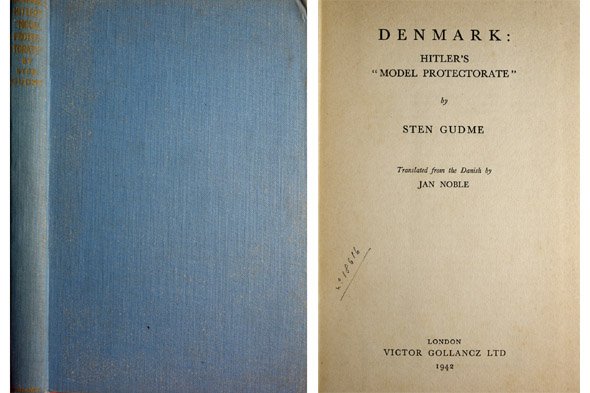 DENMARK:
HITLER'S
"MODEL PROTECTORATE"
by
STEN GUDME
Translated from the Danish by
JAN NOBLE
LONDON
VICTOR GOLLANCZ LTD
1942